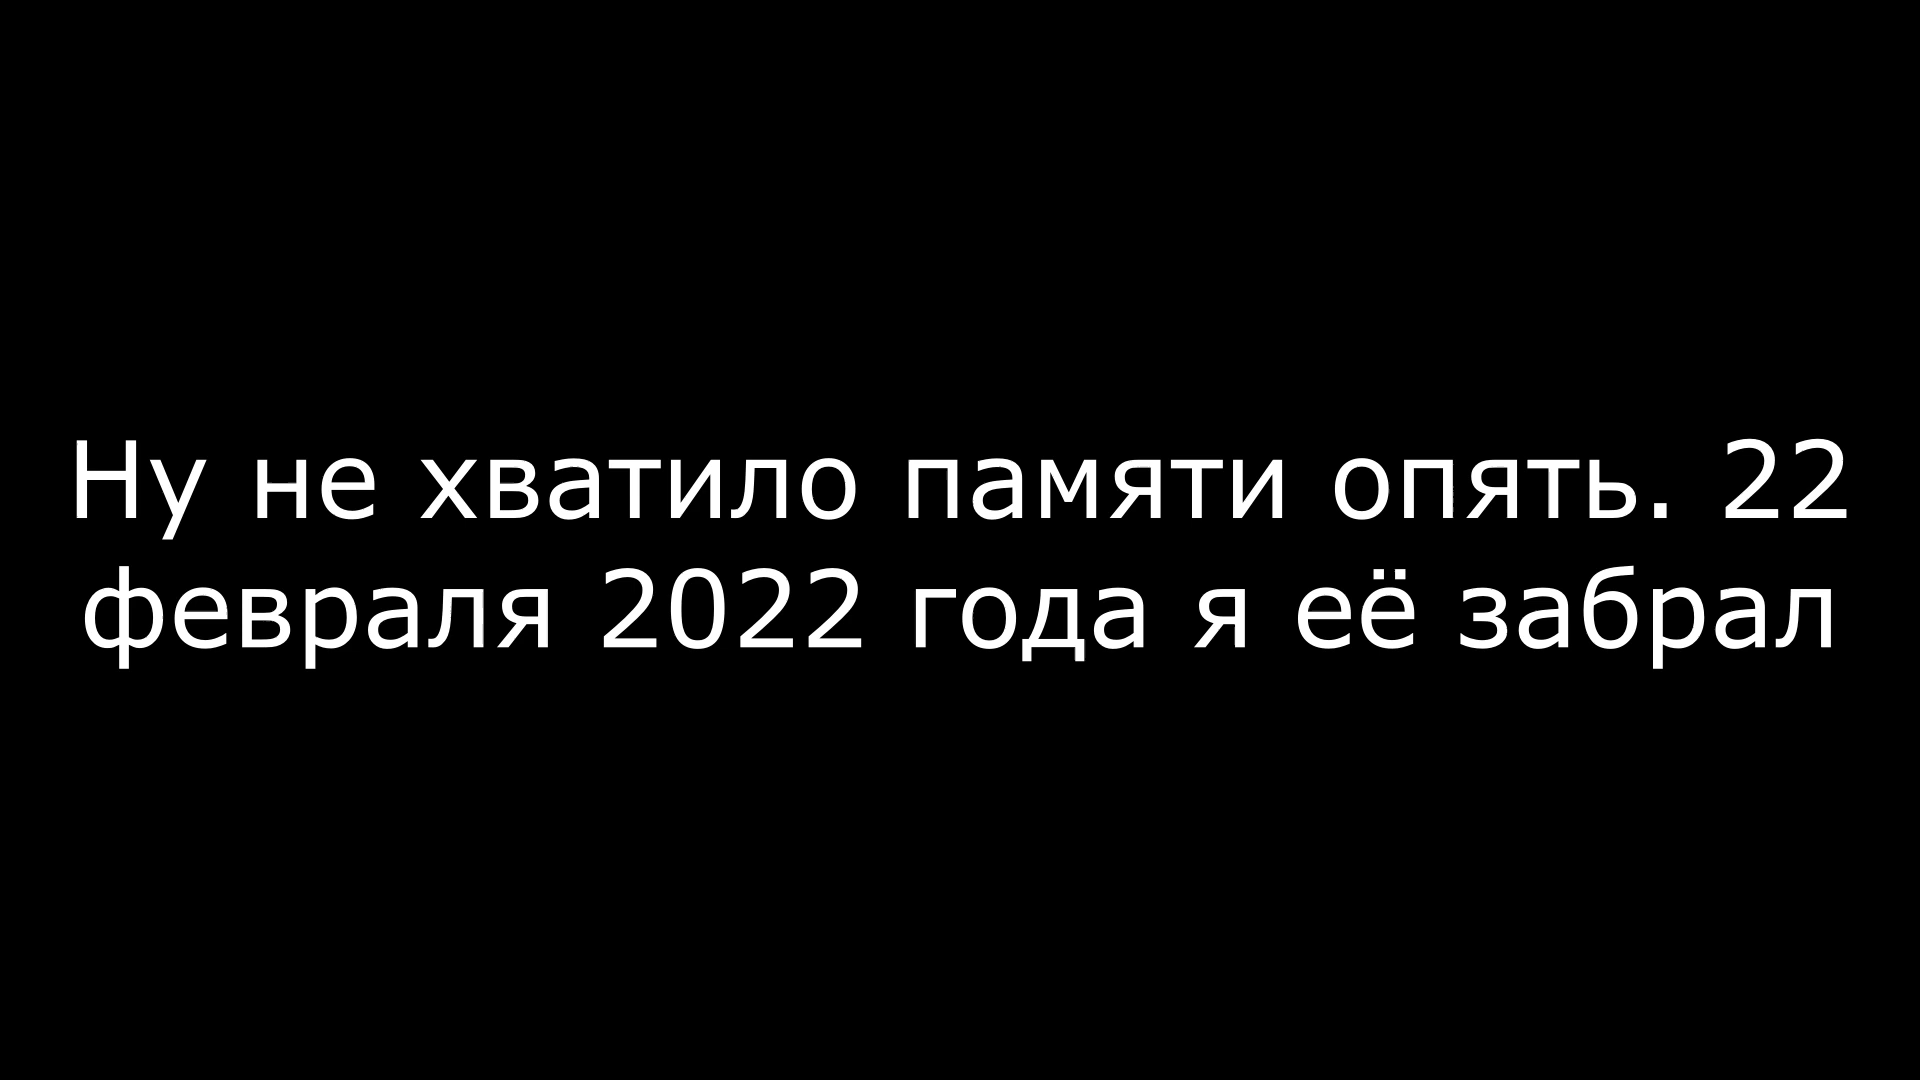 Ну не хватило памяти опять. 22
февраля 2022 года я её забрал